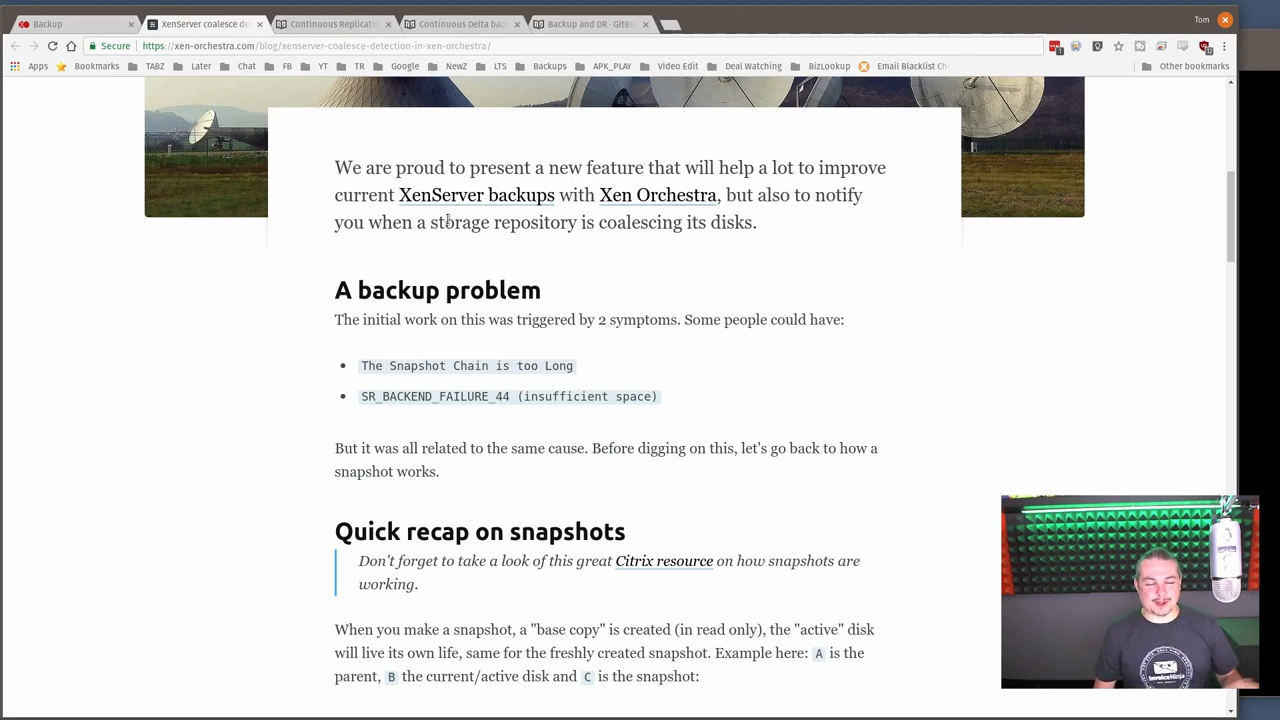 Tom
Backup
XenServer coalesce de
Continuous Replicatio
Continuous Delta bac
Backup and DR · GitBo
Secure
https://xen-orchestra.com/blog/xenserver-coalesce-detection-in-xen-orchestra/
Apps Bookmarks TABZ Later Chat FB YT TR Google NewZ LTS Backups APK_PLAY Video Edit Deal Watching BizLookup Email Blacklist Ch Other bookmarks
We are proud to present a new feature that will help a lot to improve
current XenServer backups with Xen Orchestra, but also to notify
you when a storage repository is coalescing its disks.
A backup problem
The initial work on this was triggered by 2 symptoms. Some people could have:
The Snapshot Chain is too Long
SR_BACKEND_FAILURE_44 (insufficient space)
But it was all related to the same cause. Before digging on this, let's go back to how a
snapshot works.
Quick recap on snapshots
Don't forget to take a look of this great Citrix resource on how snapshots are
working.
When you make a snapshot, a "base copy" is created (in read only), the "active" disk
will live its own life, same for the freshly created snapshot. Example here: A is the
parent, B the current/active disk and C is the snapshot:
InvoiceNinja